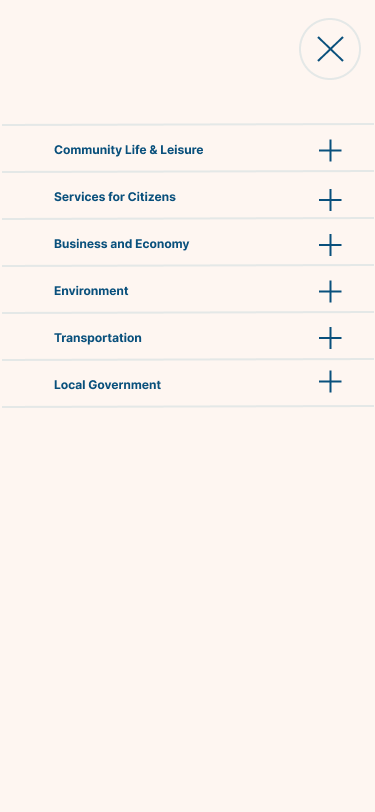 Community Life & Leisure
Services for Citizens
Business and Economy
Environment
Transportation
Local Government